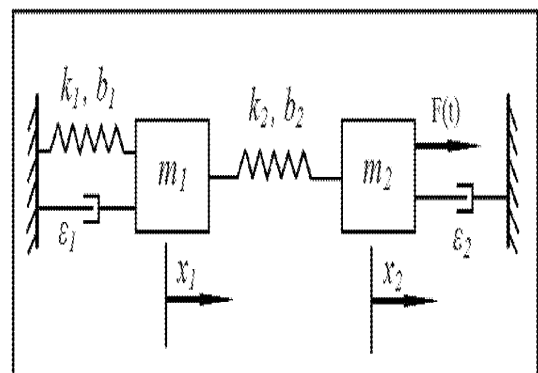 k₁, b₁
k₂, b₂
F(t)
m₁
m₂
ε₁
ε₂
x₁
x₂